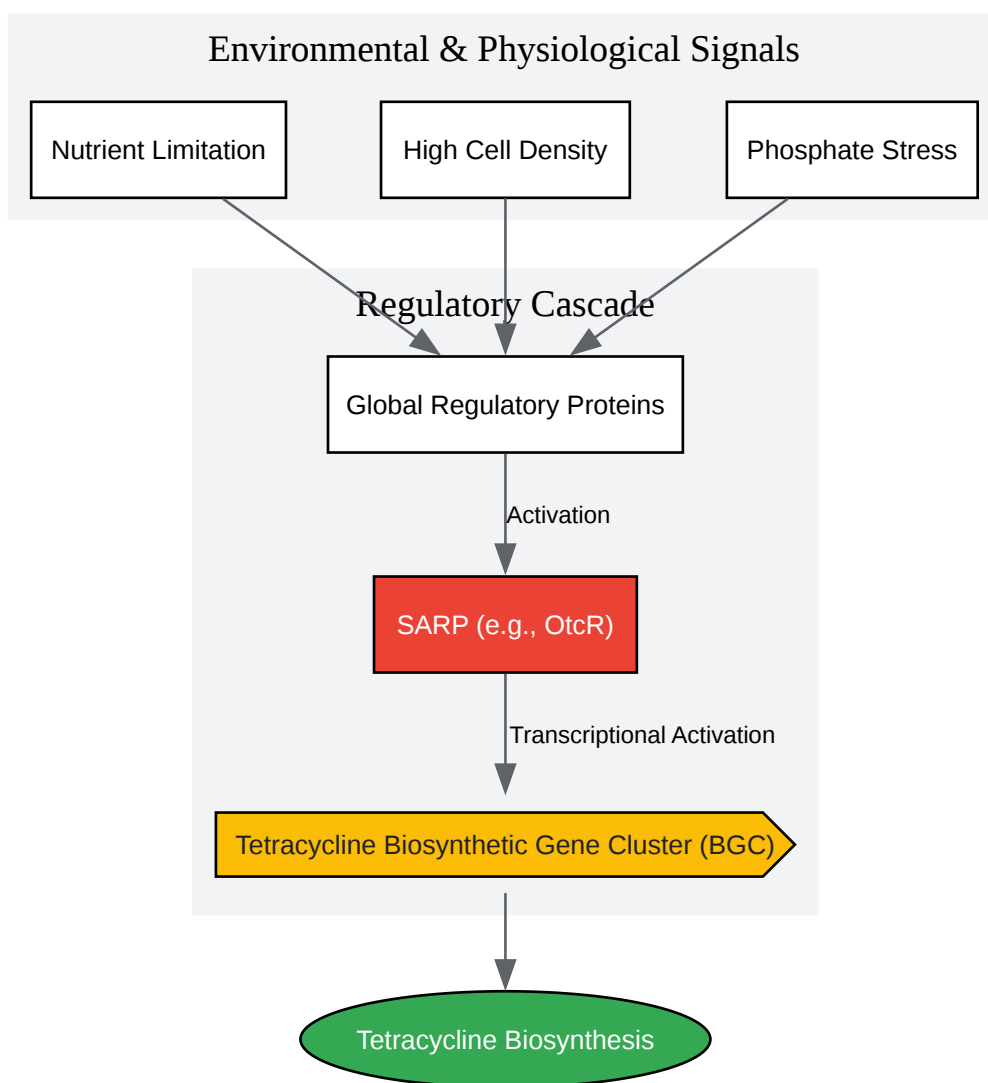 Environmental & Physiological Signals
Nutrient Limitation
High Cell Density
Phosphate Stress
Regulatory Cascade
Global Regulatory Proteins
Activation
SARP (e.g., OtcR)
Transcriptional Activation
Tetracycline Biosynthetic Gene Cluster (BGC)
Tetracycline Biosynthesis